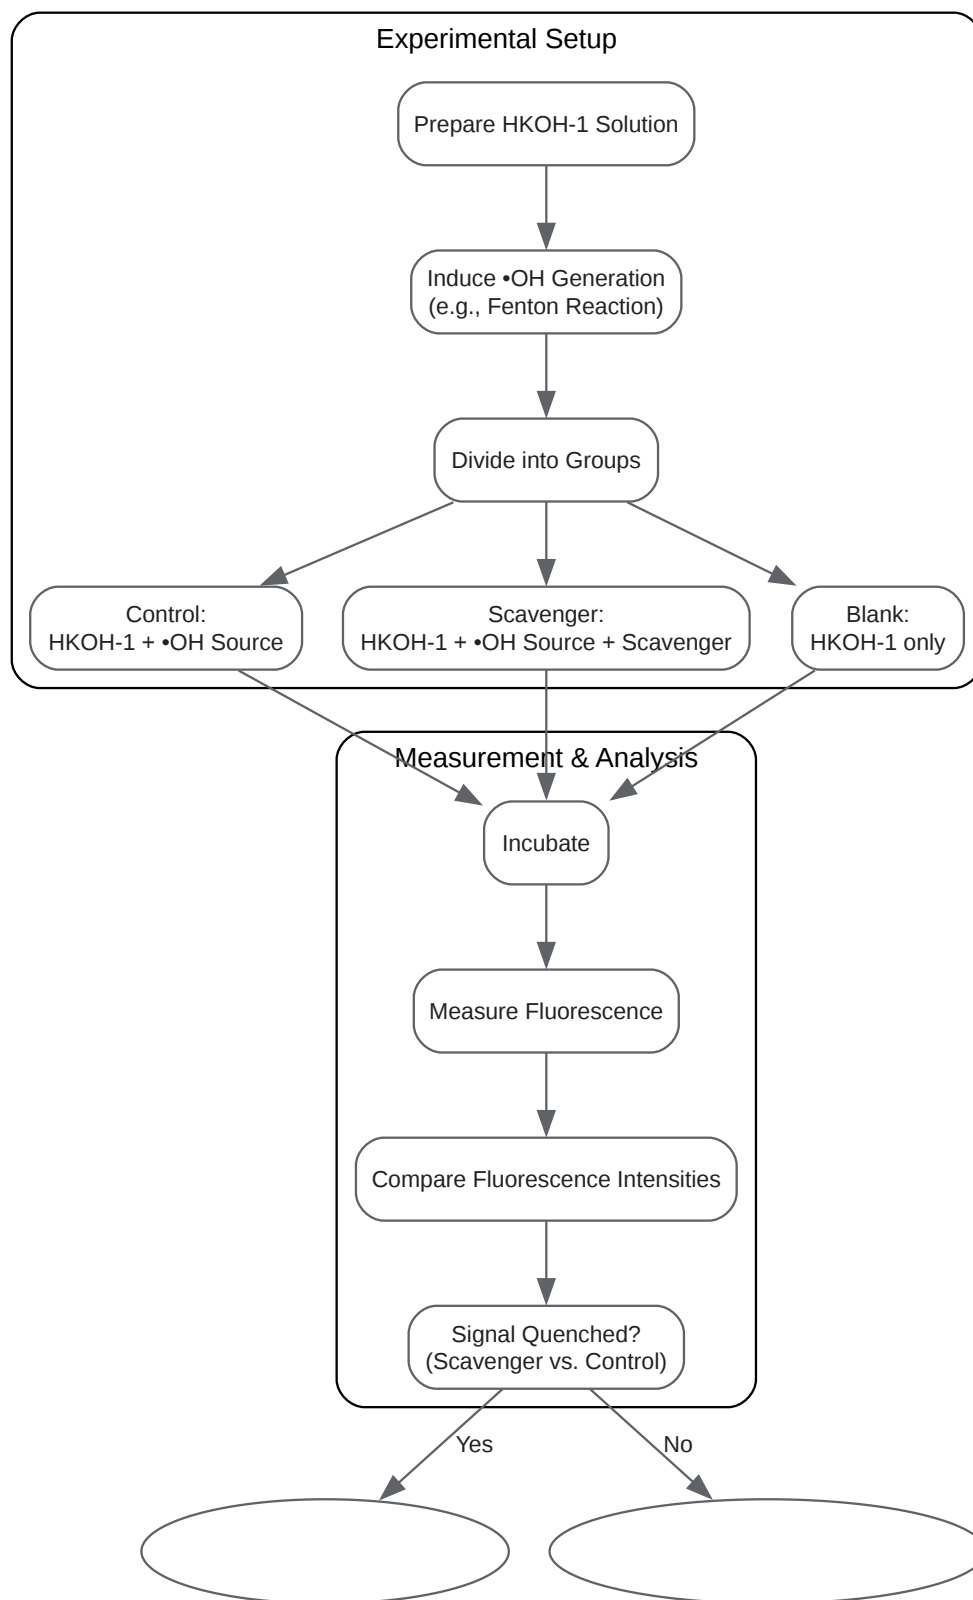 Experimental Setup
Prepare HKOH-1 Solution
Induce •OH Generation
(e.g., Fenton Reaction)
Divide into Groups
Control:
HKOH-1 + •OH Source
Scavenger:
HKOH-1 + •OH Source + Scavenger
Blank:
HKOH-1 only
Measurement & Analysis
Incubate
Measure Fluorescence
Compare Fluorescence Intensities
Signal Quenched?
(Scavenger vs. Control)
Yes
No